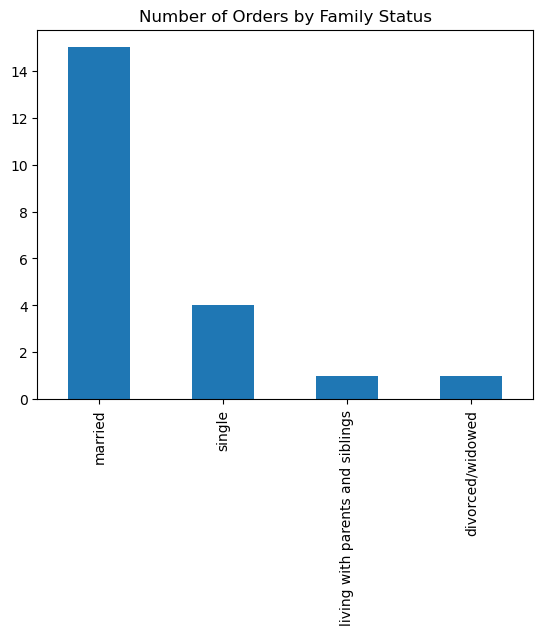 Number of Orders by Family Status
14
12
10
8
6
4
2
0
married
single
living with parents and siblings
divorced/widowed